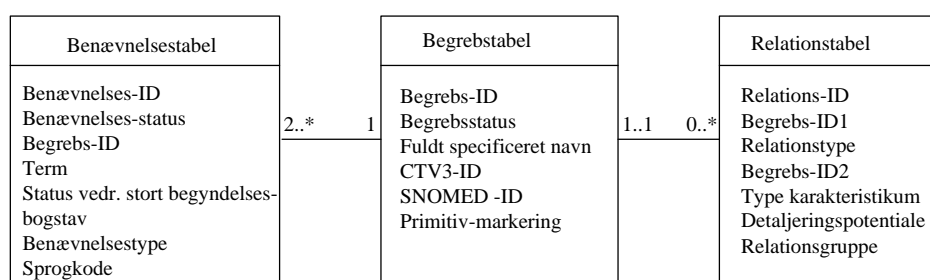 Benævnelsestabel
Benævnelses-ID
Benævnelses-status
Begrebs-ID
Term
Status vedr. stort begyndelses-
bogstav
Benævnelsestype
Sprogkode
2..*
1
Begrebstabel
Begrebs-ID
Begrebsstatus
Fuldt specificeret navn
CTV3-ID
SNOMED -ID
Primitiv-markering
1..1
0..*
Relationstabel
Relations-ID
Begrebs-ID1
Relationstype
Begrebs-ID2
Type karakteristikum
Detaljeringspotentiale
Relationsgruppe